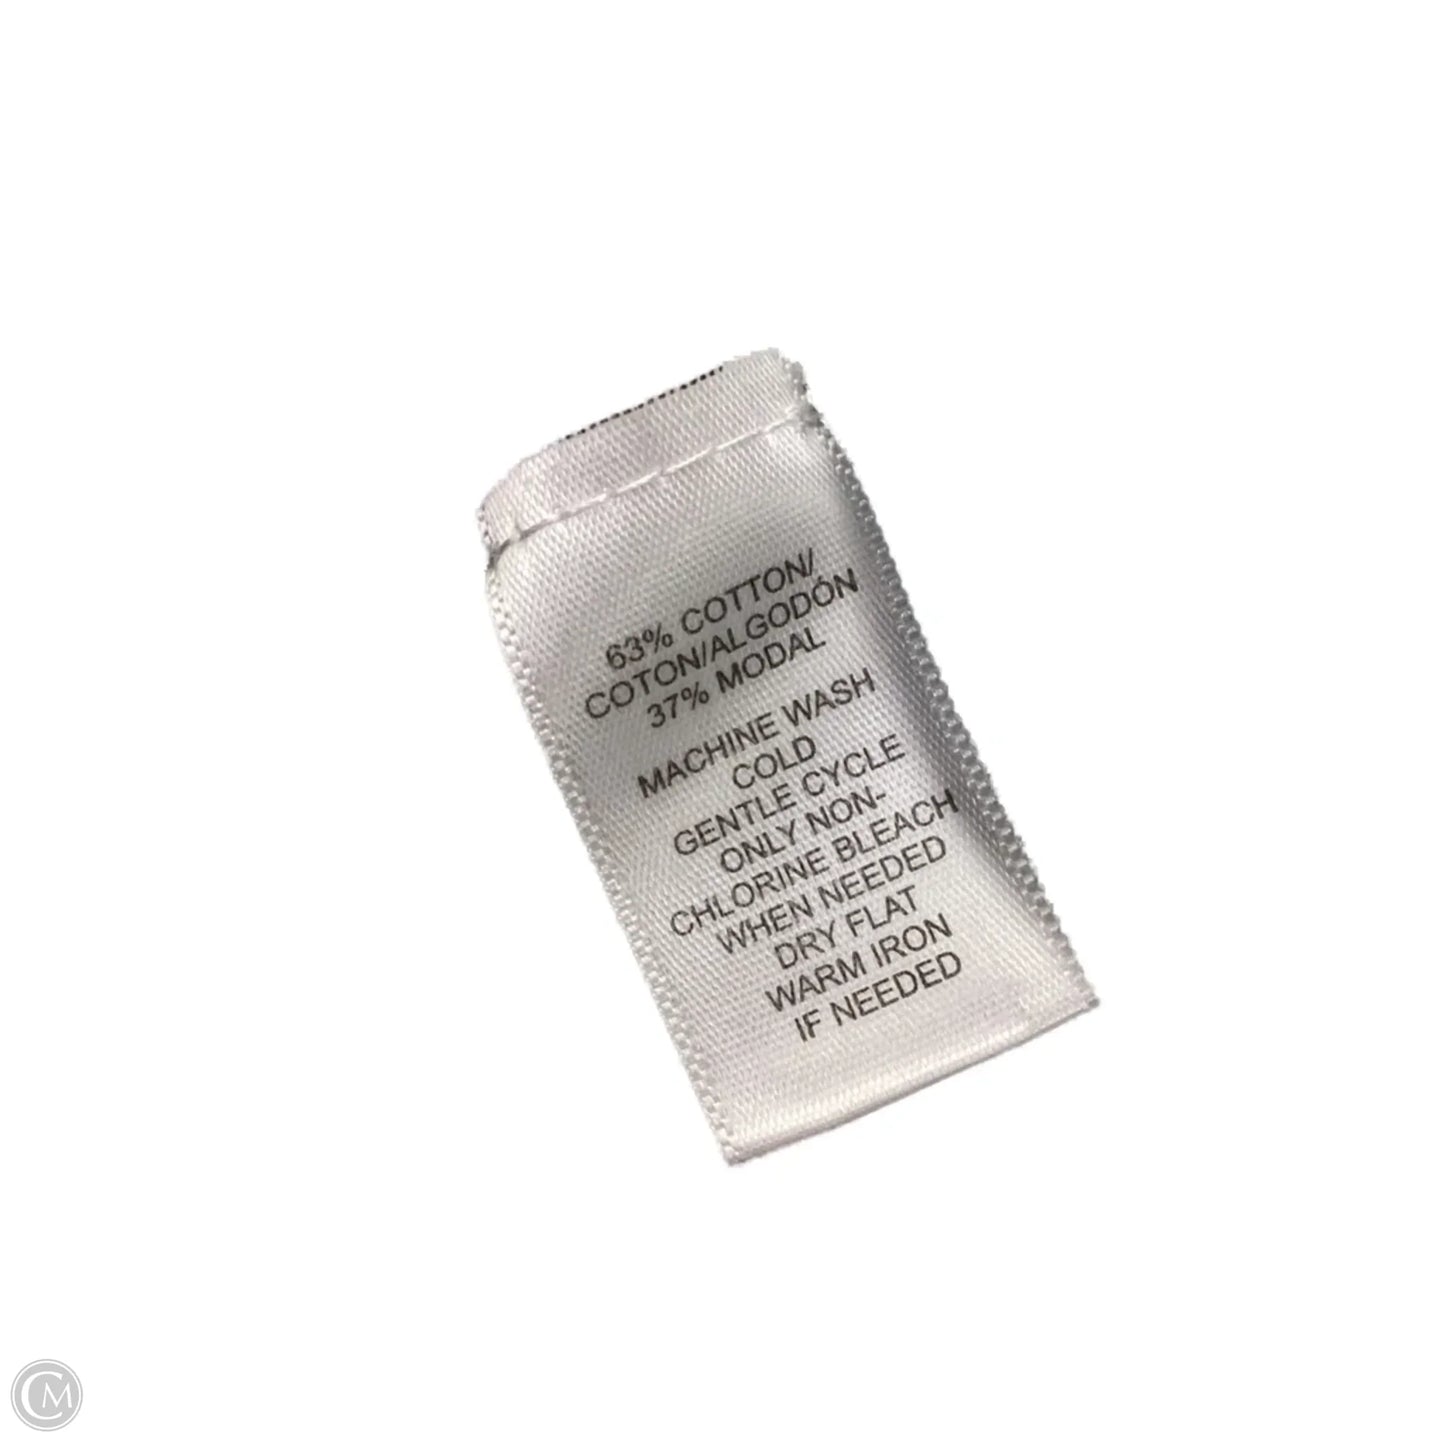 63% COTTON/
COTON/ALGODÓN
37% MODAL
MACHINE WASH
COLD
GENTLE CYCLE
ONLY NON-
CHLORINE BLEACH
WHEN NEEDED
DRY FLAT
WARM IRON
IF NEEDED
CM